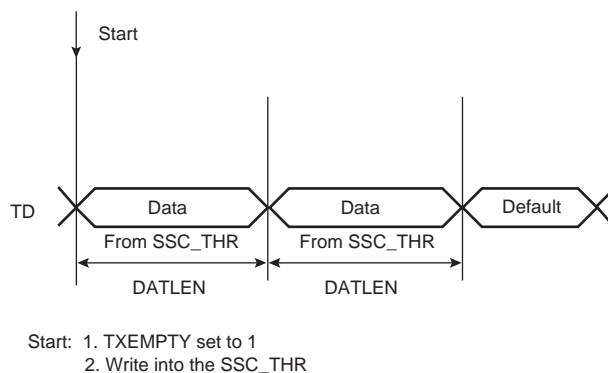 Start
TD
Data
Data
Default
From SSC_THR
From SSC_THR
DATLEN
DATLEN
Start: 1. TXEMPTY set to 1
2. Write into the SSC_THR